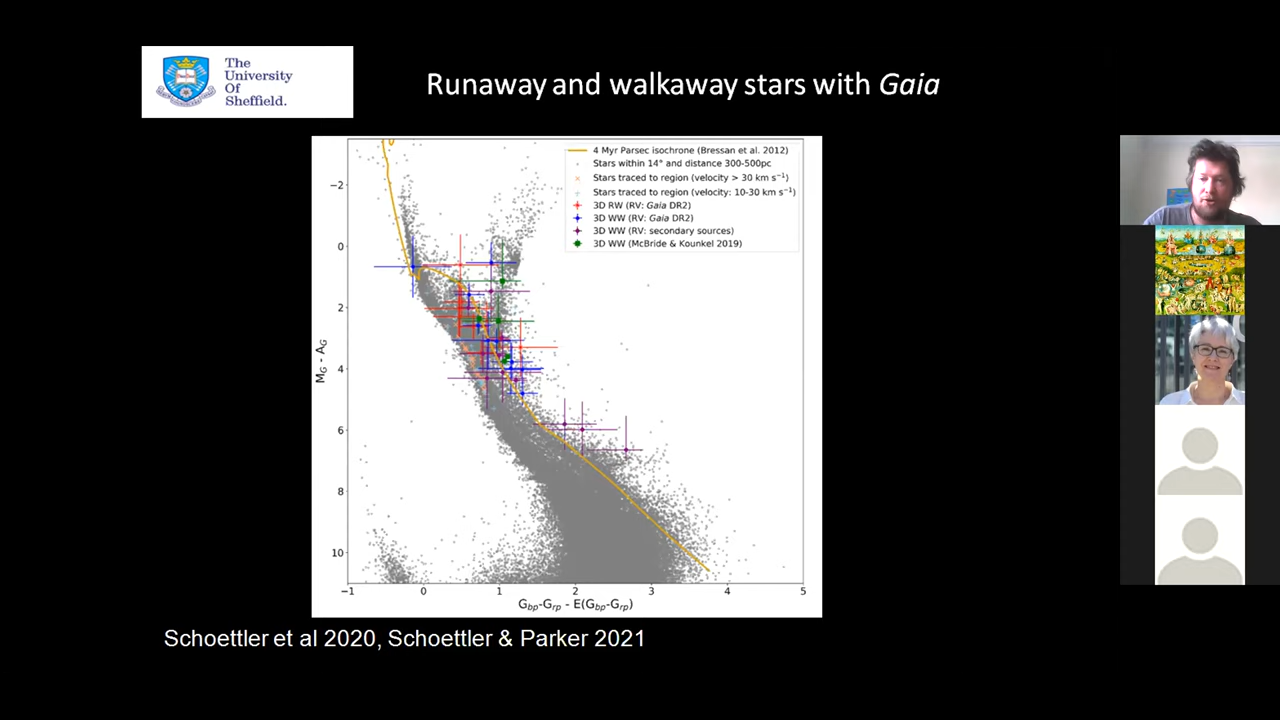 The
University
Of
Sheffield.
Runaway and walkaway stars with Gaia
4 Myr Parsec isochrone (Bressan et al. 2012)
Stars within 14° and distance 300-500pc
Stars traced to region (velocity > 30 km s⁻¹)
Stars traced to region (velocity: 10-30 km s⁻¹)
3D RW (RV: Gaia DR2)
3D WW (RV: Gaia DR2)
3D WW (RV: secondary sources)
3D WW (McBride & Kounkel 2019)
−2
0
2
4
6
8
10
M_G - A_G
−1 0 1 2 3 4 5
G_bp-G_rp - E(G_bp-G_rp)
Schoettler et al 2020, Schoettler & Parker 2021